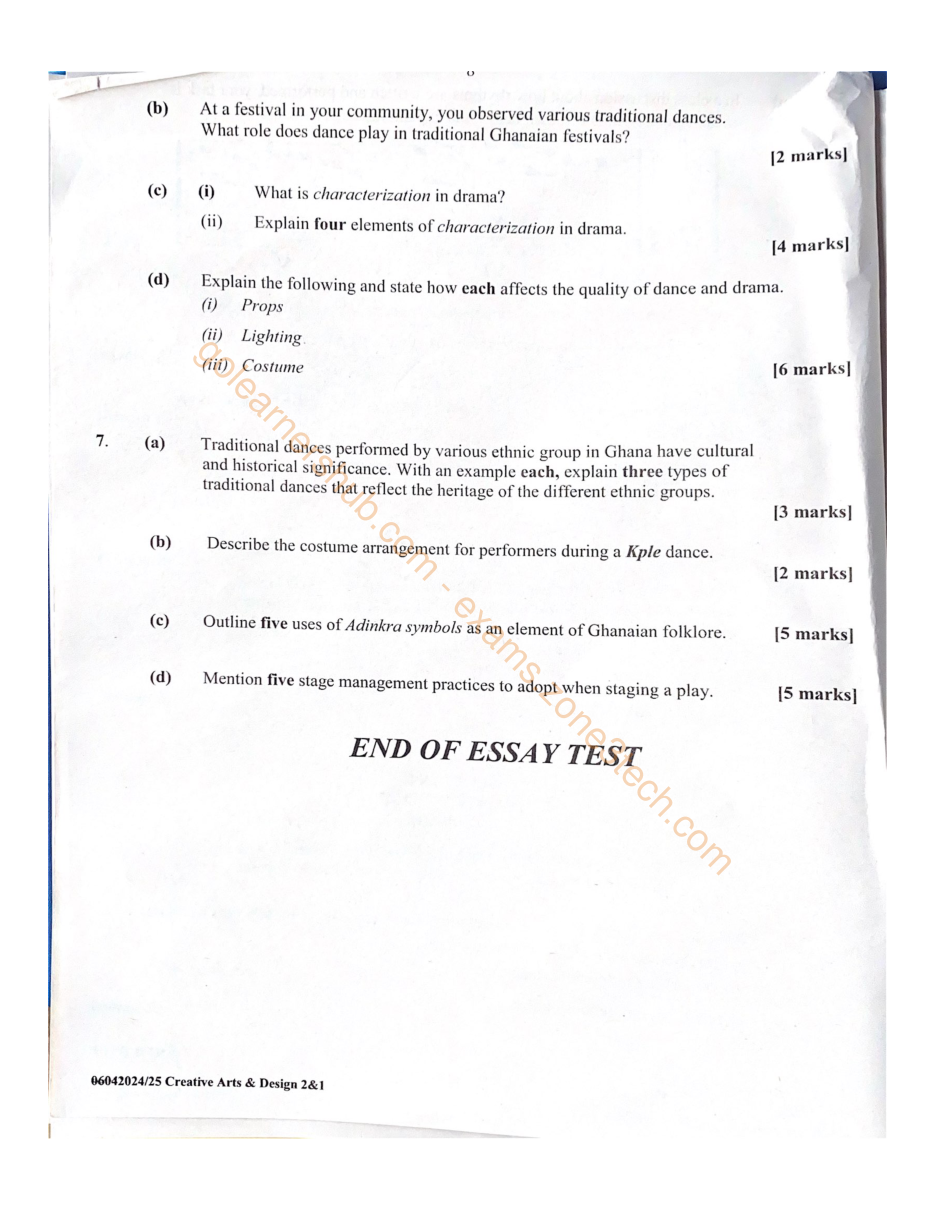 (b) At a festival in your community, you observed various traditional dances.
What role does dance play in traditional Ghanaian festivals?
[2 marks]
(c) (i) What is characterization in drama?
(ii) Explain four elements of characterization in drama.
[4 marks]
(d) Explain the following and state how each affects the quality of dance and drama.
(i) Props
(ii) Lighting
(iii) Costume [6 marks]
7. (a) Traditional dances performed by various ethnic group in Ghana have cultural
and historical significance. With an example each, explain three types of
traditional dances that reflect the heritage of the different ethnic groups.
[3 marks]
(b) Describe the costume arrangement for performers during a Kple dance.
[2 marks]
(c) Outline five uses of Adinkra symbols as an element of Ghanaian folklore. [5 marks]
(d) Mention five stage management practices to adopt when staging a play. [5 marks]
END OF ESSAY TEST
golearnershub.com - exams.zoneatech.com
06042024/25 Creative Arts & Design 2&1